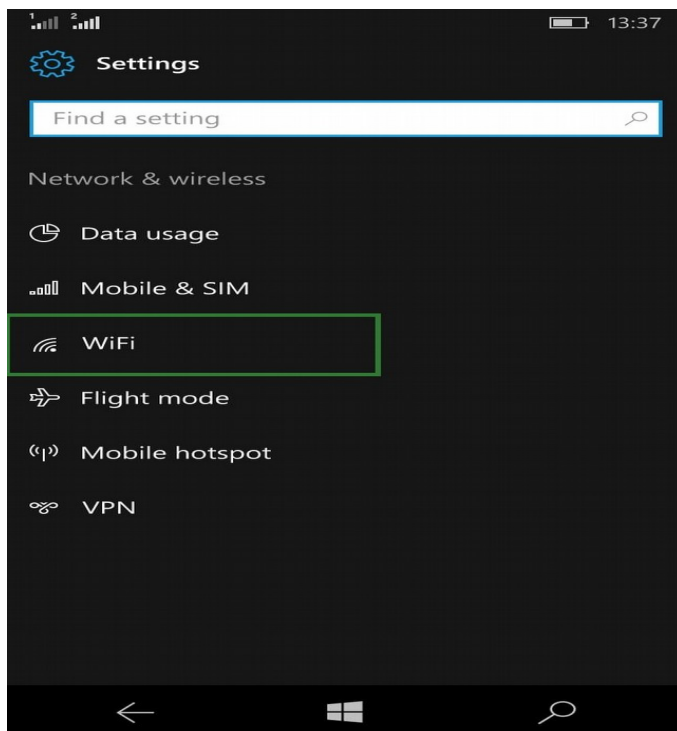 1 2 13:37
Settings
Find a setting
Network & wireless
Data usage
Mobile & SIM
WiFi
Flight mode
Mobile hotspot
VPN